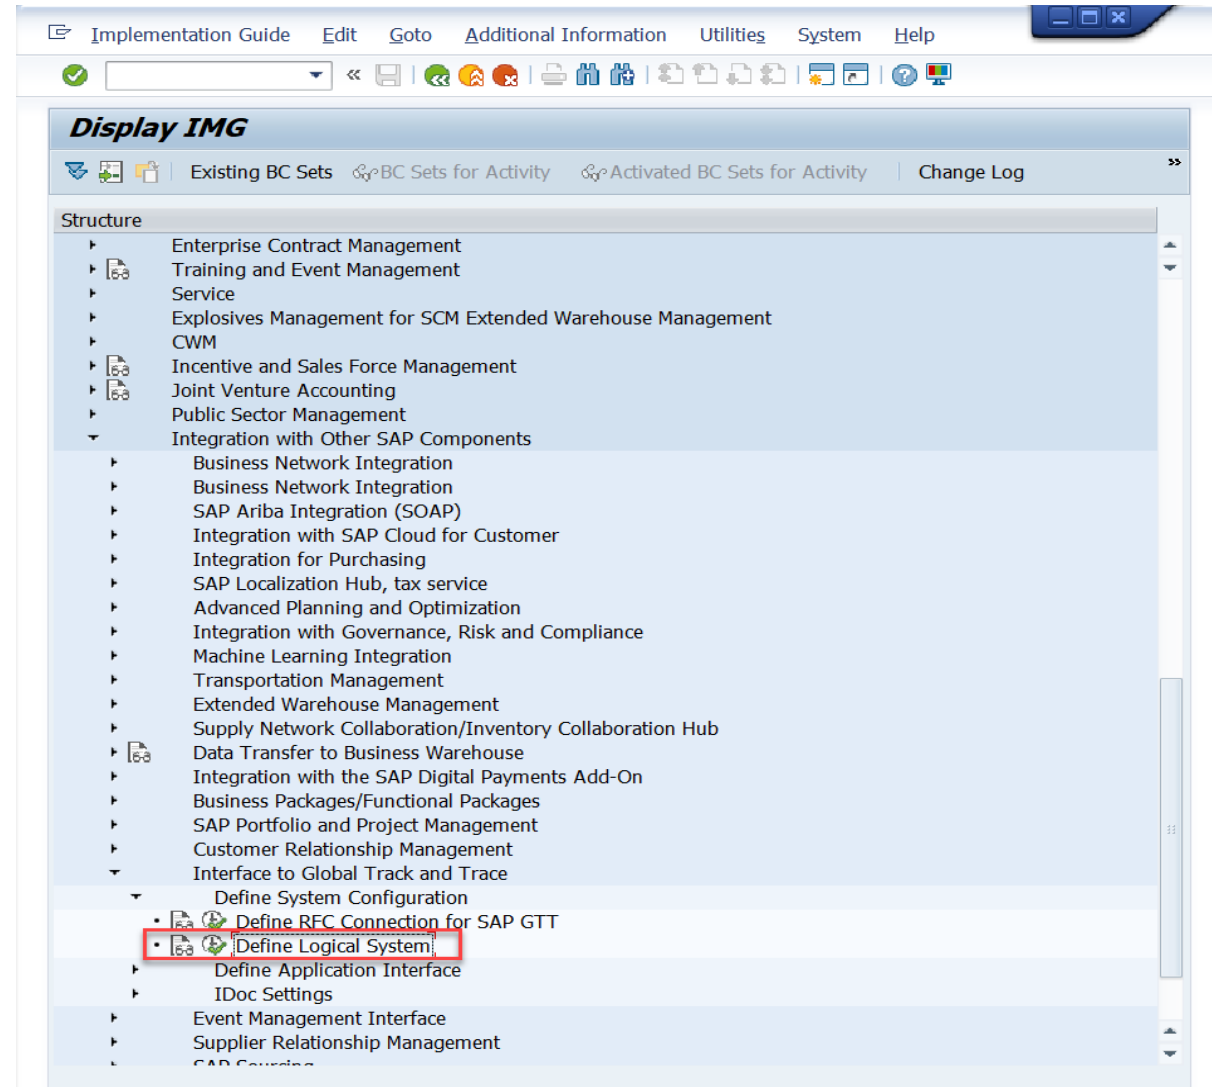 Implementation Guide Edit Goto Additional Information Utilities System Help
Display IMG
Existing BC Sets BC Sets for Activity Activated BC Sets for Activity Change Log
Structure
Enterprise Contract Management
Training and Event Management
Service
Explosives Management for SCM Extended Warehouse Management
CWM
Incentive and Sales Force Management
Joint Venture Accounting
Public Sector Management
Integration with Other SAP Components
Business Network Integration
Business Network Integration
SAP Ariba Integration (SOAP)
Integration with SAP Cloud for Customer
Integration for Purchasing
SAP Localization Hub, tax service
Advanced Planning and Optimization
Integration with Governance, Risk and Compliance
Machine Learning Integration
Transportation Management
Extended Warehouse Management
Supply Network Collaboration/Inventory Collaboration Hub
Data Transfer to Business Warehouse
Integration with the SAP Digital Payments Add-On
Business Packages/Functional Packages
SAP Portfolio and Project Management
Customer Relationship Management
Interface to Global Track and Trace
Define System Configuration
Define RFC Connection for SAP GTT
Define Logical System
Define Application Interface
IDoc Settings
Event Management Interface
Supplier Relationship Management
SAP Sourcing